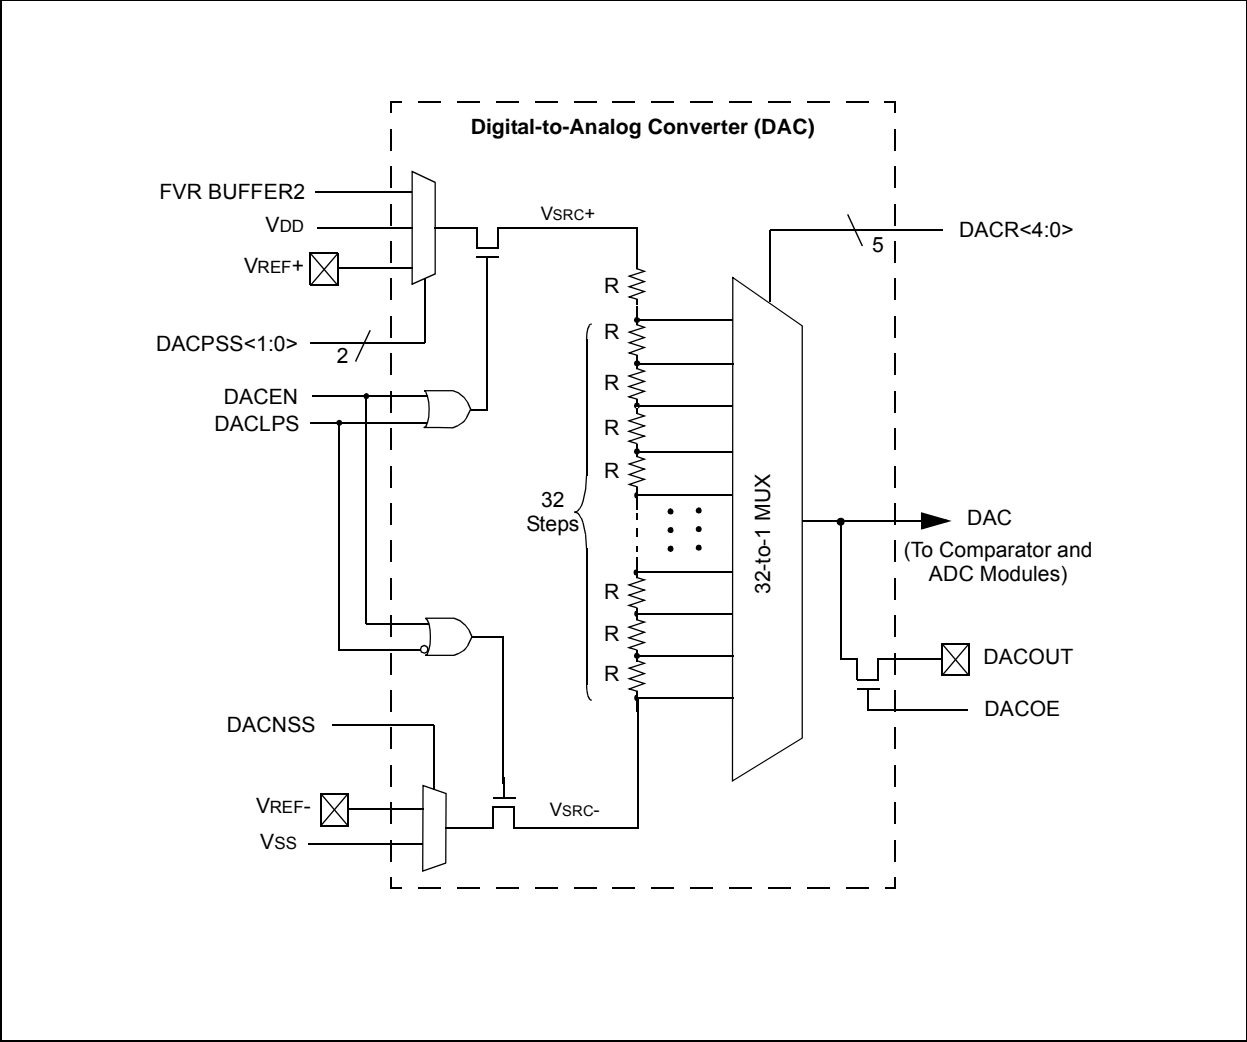 Digital-to-Analog Converter (DAC)
FVR BUFFER2
VDD
VREF+
DACPSS<1:0>
2
DACEN
DACLPS
VSRC+
R
R
R
R
R
32
Steps
R
R
R
32-to-1 MUX
DACR<4:0>
5
DAC
(To Comparator and
ADC Modules)
DACOUT
DACOE
DACNSS
VREF-
VSS
VSRC-